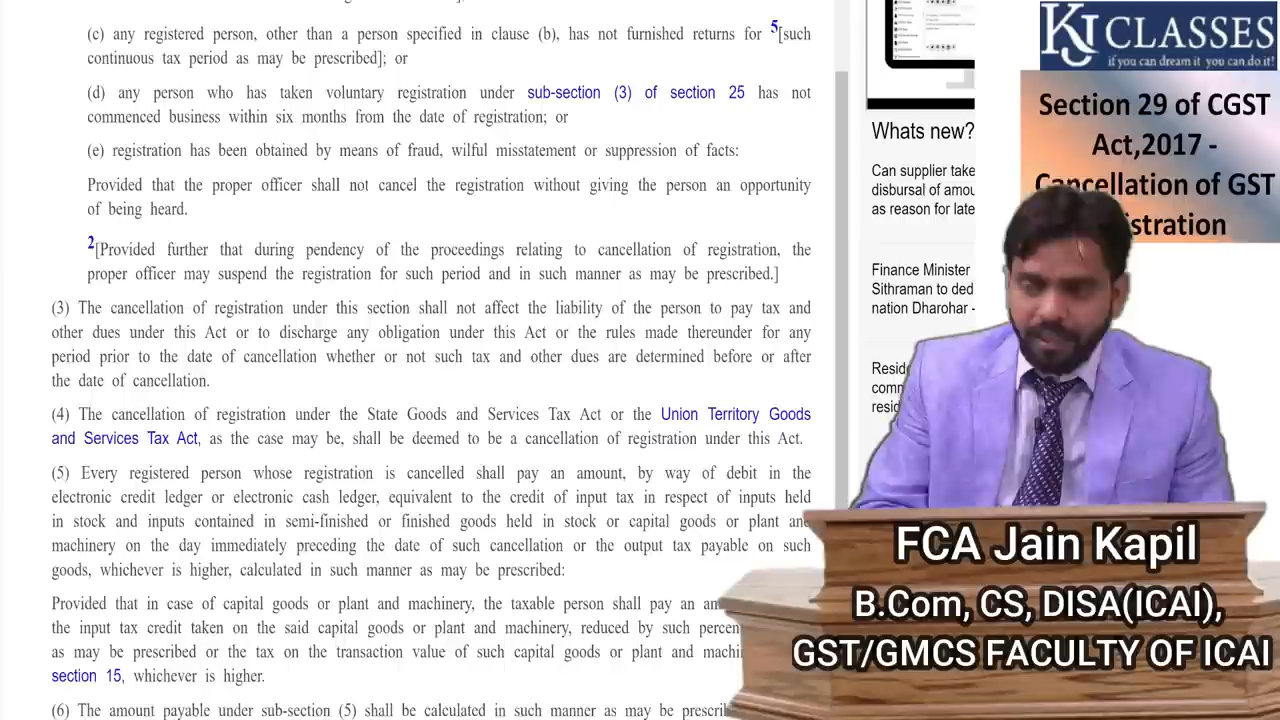 (c) any registered person, other than a person specified in clause (b), has not furnished returns for 5[such
continuous tax period as may be prescribed]; or
(d) any person who has taken voluntary registration under sub-section (3) of section 25 has not
commenced business within six months from the date of registration; or
(e) registration has been obtained by means of fraud, wilful misstatement or suppression of facts:
Provided that the proper officer shall not cancel the registration without giving the person an opportunity
of being heard.
2[Provided further that during pendency of the proceedings relating to cancellation of registration, the
proper officer may suspend the registration for such period and in such manner as may be prescribed.]
(3) The cancellation of registration under this section shall not affect the liability of the person to pay tax and
other dues under this Act or to discharge any obligation under this Act or the rules made thereunder for any
period prior to the date of cancellation whether or not such tax and other dues are determined before or after
the date of cancellation.
(4) The cancellation of registration under the State Goods and Services Tax Act or the Union Territory Goods
and Services Tax Act, as the case may be, shall be deemed to be a cancellation of registration under this Act.
(5) Every registered person whose registration is cancelled shall pay an amount, by way of debit in the
electronic credit ledger or electronic cash ledger, equivalent to the credit of input tax in respect of inputs held
in stock and inputs contained in semi-finished or finished goods held in stock or capital goods or plant and
machinery on the day immediately preceding the date of such cancellation or the output tax payable on such
goods, whichever is higher, calculated in such manner as may be prescribed:
Provided that in case of capital goods or plant and machinery, the taxable person shall pay an
the input tax credit taken on the said capital goods or plant and machinery, reduced by such
as may be prescribed or the tax on the transaction value of such capital goods or plant and
section 15, whichever is higher.
(6) The amount payable under sub-section (5) shall be calculated in such manner as may be
Whats new?
Can supplier take
disbursal of
as reason for
Finance Minister
Sithraman to
nation Dharohar -
KJ CLASSES
if you can dream it you can do it!
Section 29 of CGST
Act,2017 -
Cancellation of GST
FCA Jain Kapil
B.Com, CS, DISA(ICAI),
GST/GMCS FACULTY OF ICAI